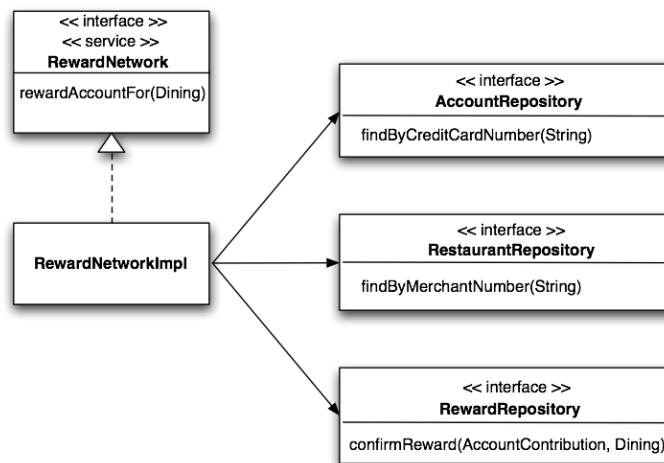 << interface >>
<< service >>
RewardNetwork
rewardAccountFor(Dining)
RewardNetworkImpl
<< interface >>
AccountRepository
findByCreditCardNumber(String)
<< interface >>
RestaurantRepository
findByMerchantNumber(String)
<< interface >>
RewardRepository
confirmReward(AccountContribution, Dining)